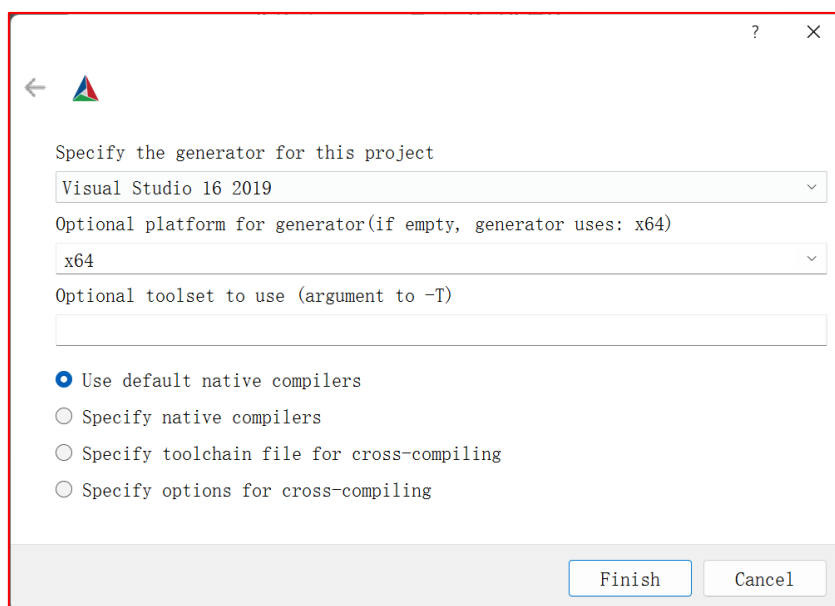 ?
Specify the generator for this project
Visual Studio 16 2019
Optional platform for generator(if empty, generator uses: x64)
x64
Optional toolset to use (argument to -T)
Use default native compilers
Specify native compilers
Specify toolchain file for cross-compiling
Specify options for cross-compiling
Finish Cancel